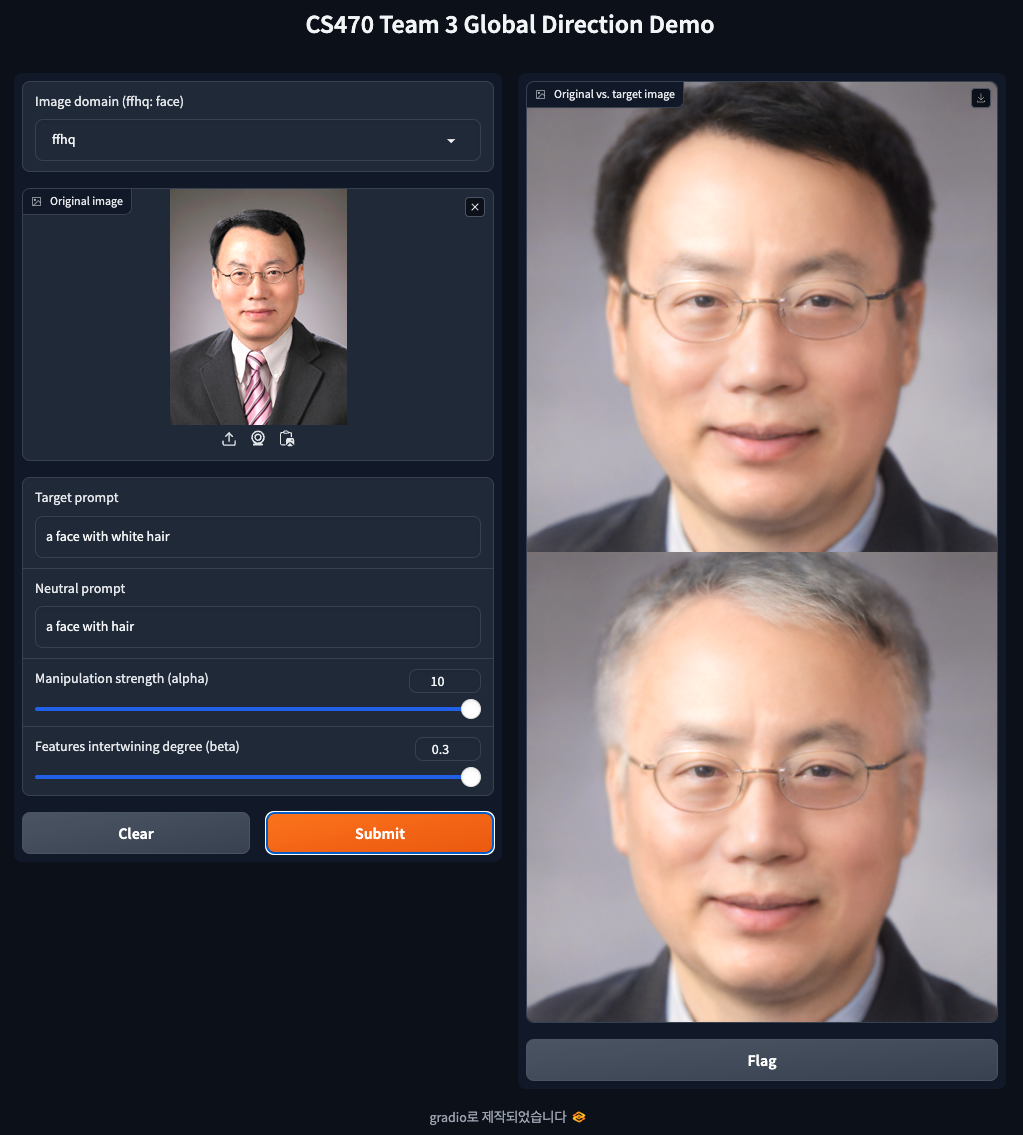 CS470 Team 3 Global Direction Demo
Image domain (ffhq: face)
ffhq
Original image
Target prompt
a face with white hair
Neutral prompt
a face with hair
Manipulation strength (alpha)
10
Features intertwining degree (beta)
0.3
Clear
Submit
Original vs. target image
Flag
gradio로 제작되었습니다